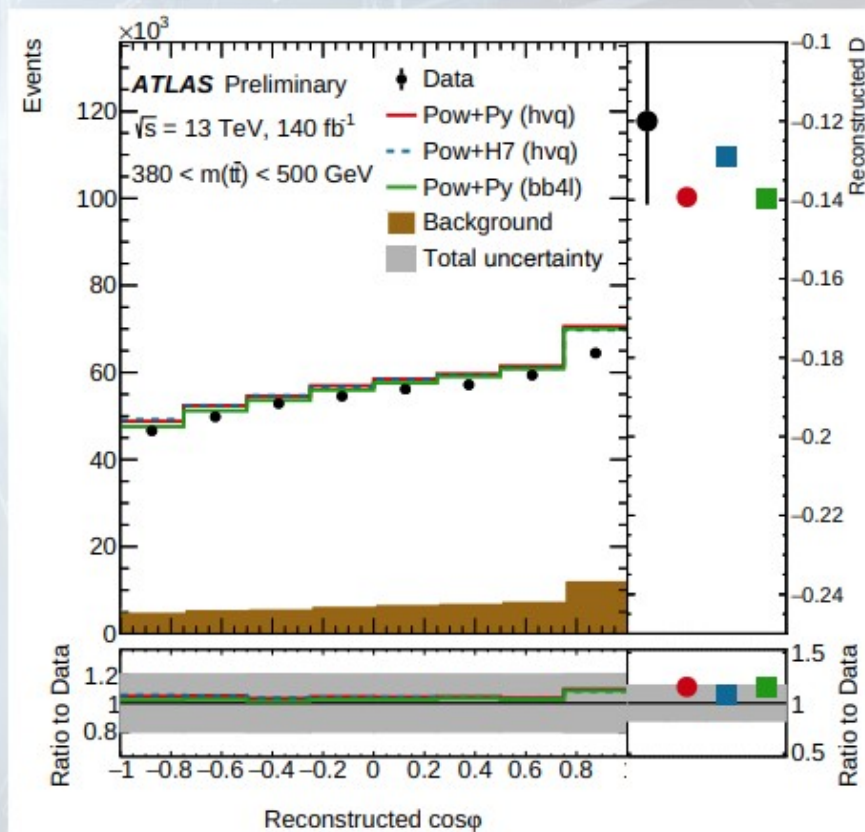 ×10³
Events
ATLAS Preliminary
√s = 13 TeV, 140 fb⁻¹
380 < m(tt̄) < 500 GeV
Data
Pow+Py (hvq)
Pow+H7 (hvq)
Pow+Py (bb4l)
Background
Total uncertainty
120
100
80
60
40
20
0
Reconstructed D
−0.1
−0.12
−0.14
−0.16
−0.18
−0.2
−0.22
−0.24
Ratio to Data
1.2
1
0.8
−1 −0.8 −0.6 −0.4 −0.2 0 0.2 0.4 0.6 0.8
Reconstructed cosφ
1.5
1
0.5
Ratio to Data